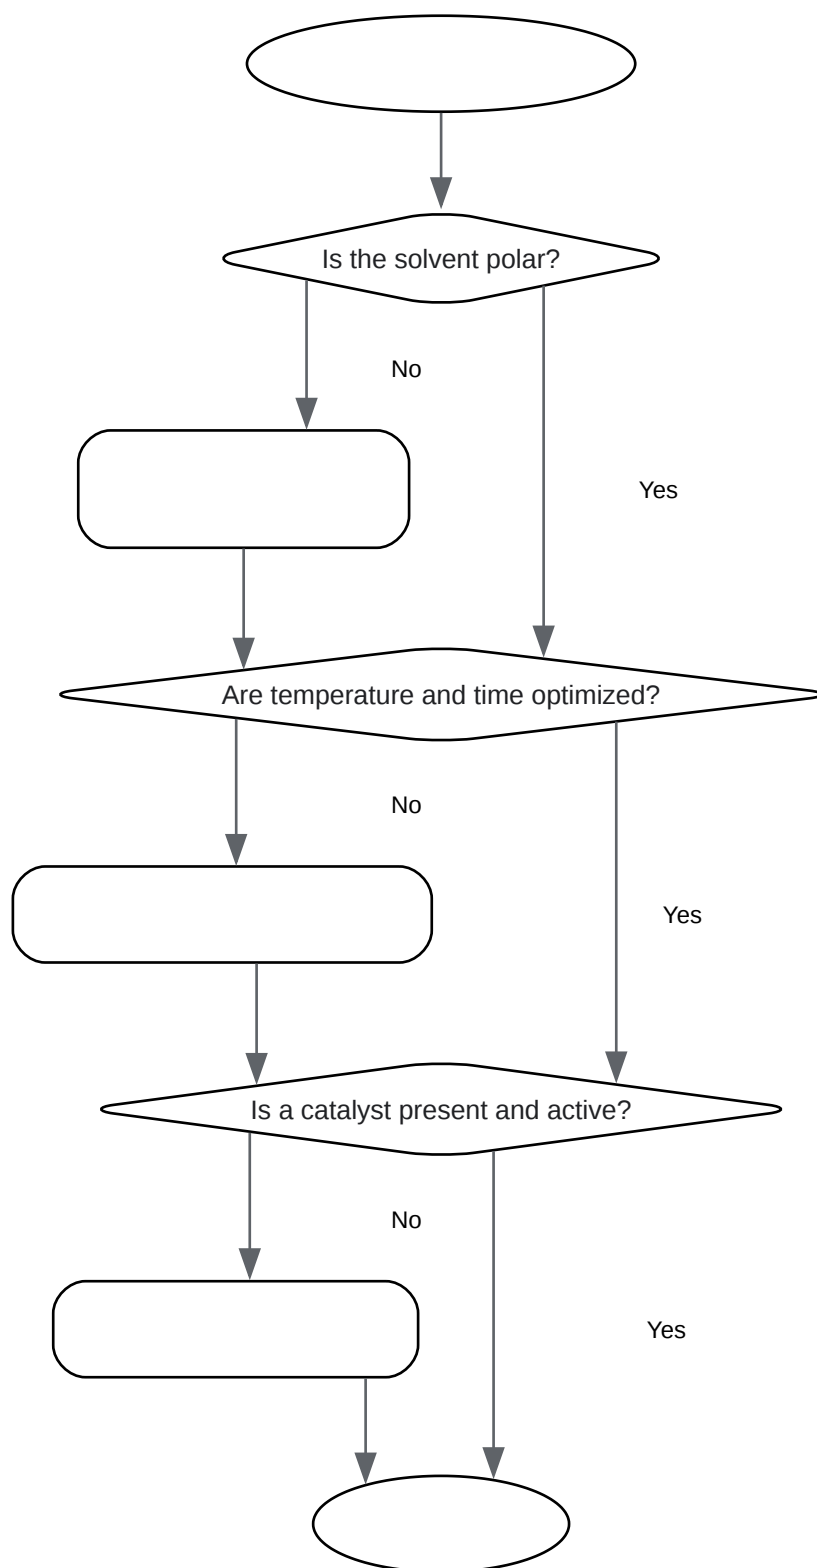 Is the solvent polar?
No
Yes
Are temperature and time optimized?
No
Yes
Is a catalyst present and active?
No
Yes